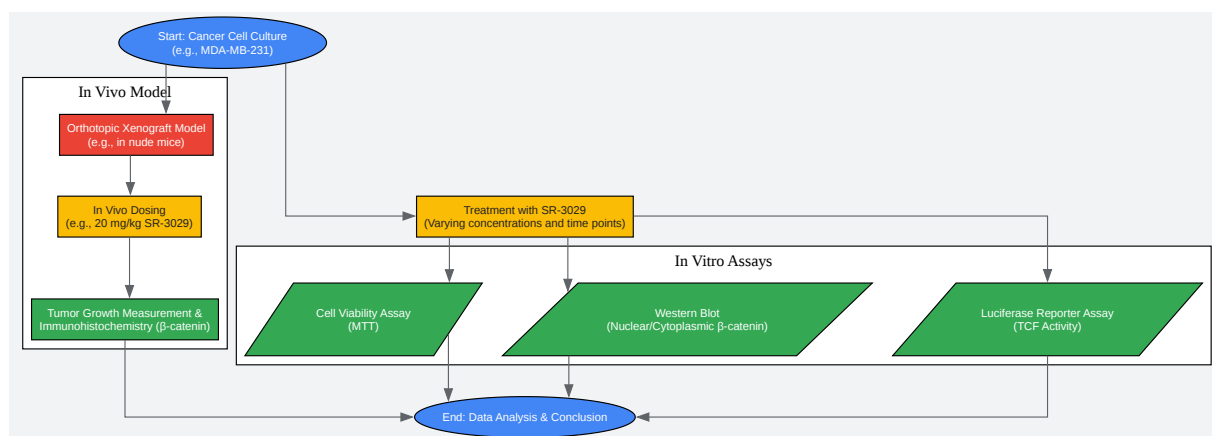 Start: Cancer Cell Culture
(e.g., MDA-MB-231)
In Vivo Model
Orthotopic Xenograft Model
(e.g., in nude mice)
In Vivo Dosing
(e.g., 20 mg/kg SR-3029)
Tumor Growth Measurement &
Immunohistochemistry (β-catenin)
Treatment with SR-3029
(Varying concentrations and time points)
In Vitro Assays
Cell Viability Assay
(MTT)
Western Blot
(Nuclear/Cytoplasmic β-catenin)
Luciferase Reporter Assay
(TCF Activity)
End: Data Analysis & Conclusion